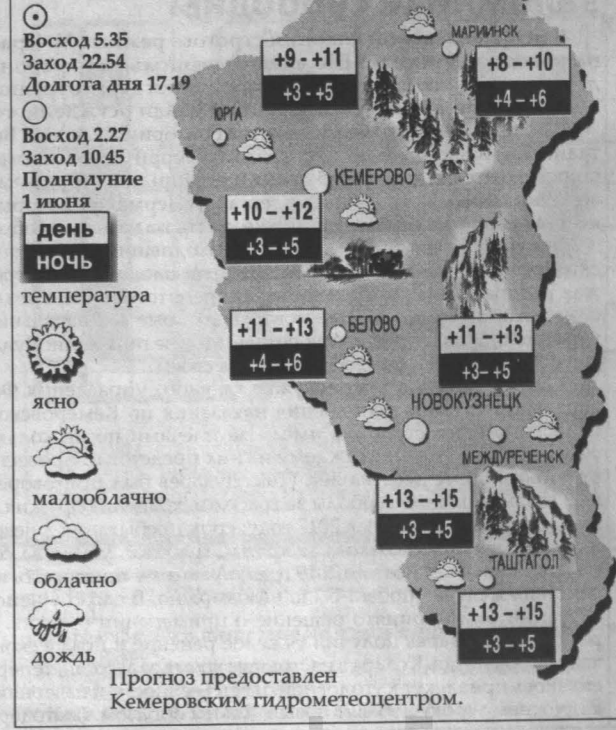 Восход 5.35
Заход 22.54
Долгота дня 17.19
Восход 2.27
Заход 10.45
Полнолуние
1 июня
день
ночь
температура
ясно
малооблачно
облачно
дождь
МАРИИНСК
+9 - +11
+3 - +5
+8 - +10
+4 - +6
ЮРГА
КЕМЕРОВО
+10 - +12
+3 - +5
БЕЛОВО
+11 - +13
+4 - +6
+11 - +13
+3- +5
НОВОКУЗНЕЦК
МЕЖДУРЕЧЕНСК
+13 - +15
+3 - +5
ТАШТАГОЛ
+13 - +15
+3 - +5
Прогноз предоставлен
Кемеровским гидрометеоцентром.